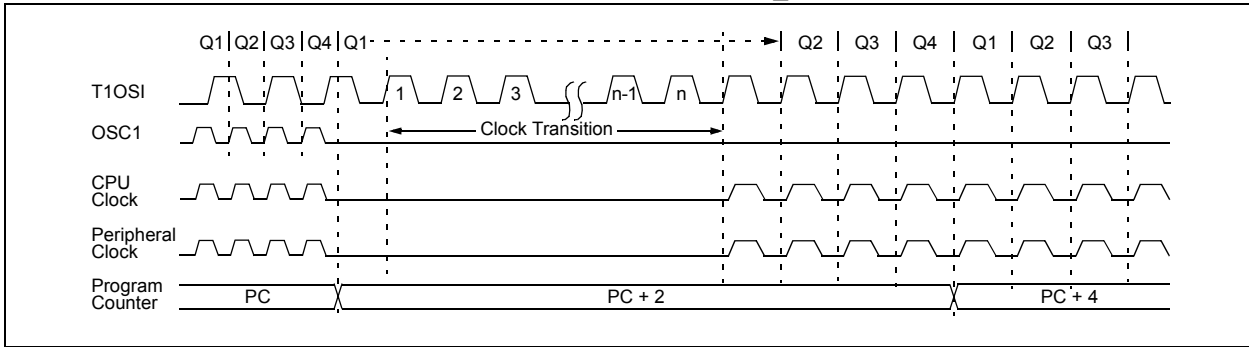 Q1 Q2 Q3 Q4 Q1 Q2 Q3 Q4 Q1 Q2 Q3
T1OSI 1 2 3 n-1 n
OSC1 Clock Transition
CPU
Clock
Peripheral
Clock
Program
Counter PC PC + 2 PC + 4